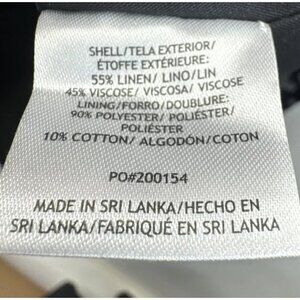 SHELL/TELA EXTERIOR/
ÉTOFFE EXTÉRIEURE:
55% LINEN/ LINO/LIN
45% VISCOSE/ VISCOSA/ VISCOSE
LINING/FORRO/DOUBLURE:
90% POLYESTER/ POLIÉSTER/
POLYESTER
10% COTTON/ ALGODÓN/COTON
PO#200154
MADE IN SRI LANKA/HECHO EN
SRI LANKA/FABRIQUÉ EN SRI LANKA